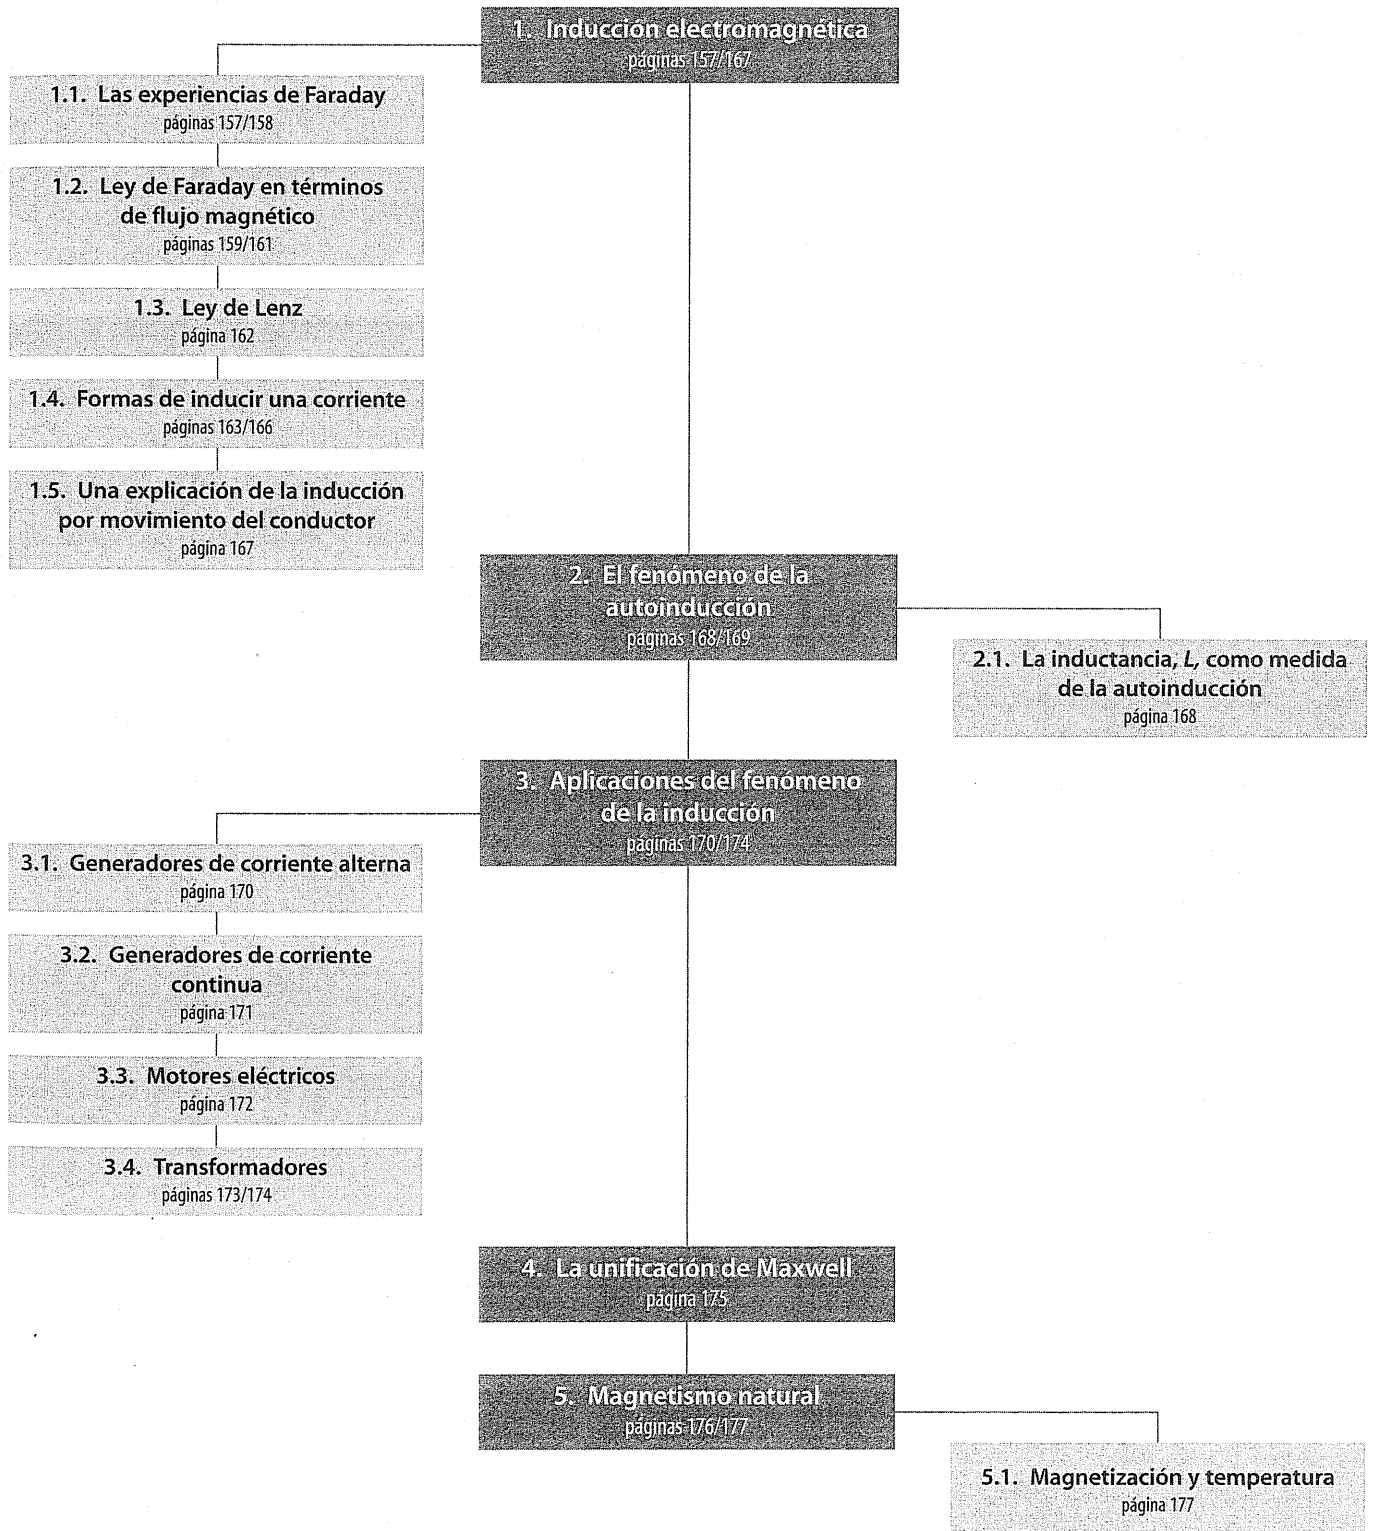 1. Inducción electromagnética
páginas 157/167
1.1. Las experiencias de Faraday
páginas 157/158
1.2. Ley de Faraday en términos
de flujo magnético
páginas 159/161
1.3. Ley de Lenz
página 162
1.4. Formas de inducir una corriente
páginas 163/166
1.5. Una explicación de la inducción
por movimiento del conductor
página 167
2. El fenómeno de la
autoinducción
páginas 168/169
2.1. La inductancia, L, como medida
de la autoinducción
página 168
3. Aplicaciones del fenómeno
de la inducción
páginas 170/174
3.1. Generadores de corriente alterna
página 170
3.2. Generadores de corriente
continua
página 171
3.3. Motores eléctricos
página 172
3.4. Transformadores
páginas 173/174
4. La unificación de Maxwell
página 175
5. Magnetismo natural
páginas 176/177
5.1. Magnetización y temperatura
página 177